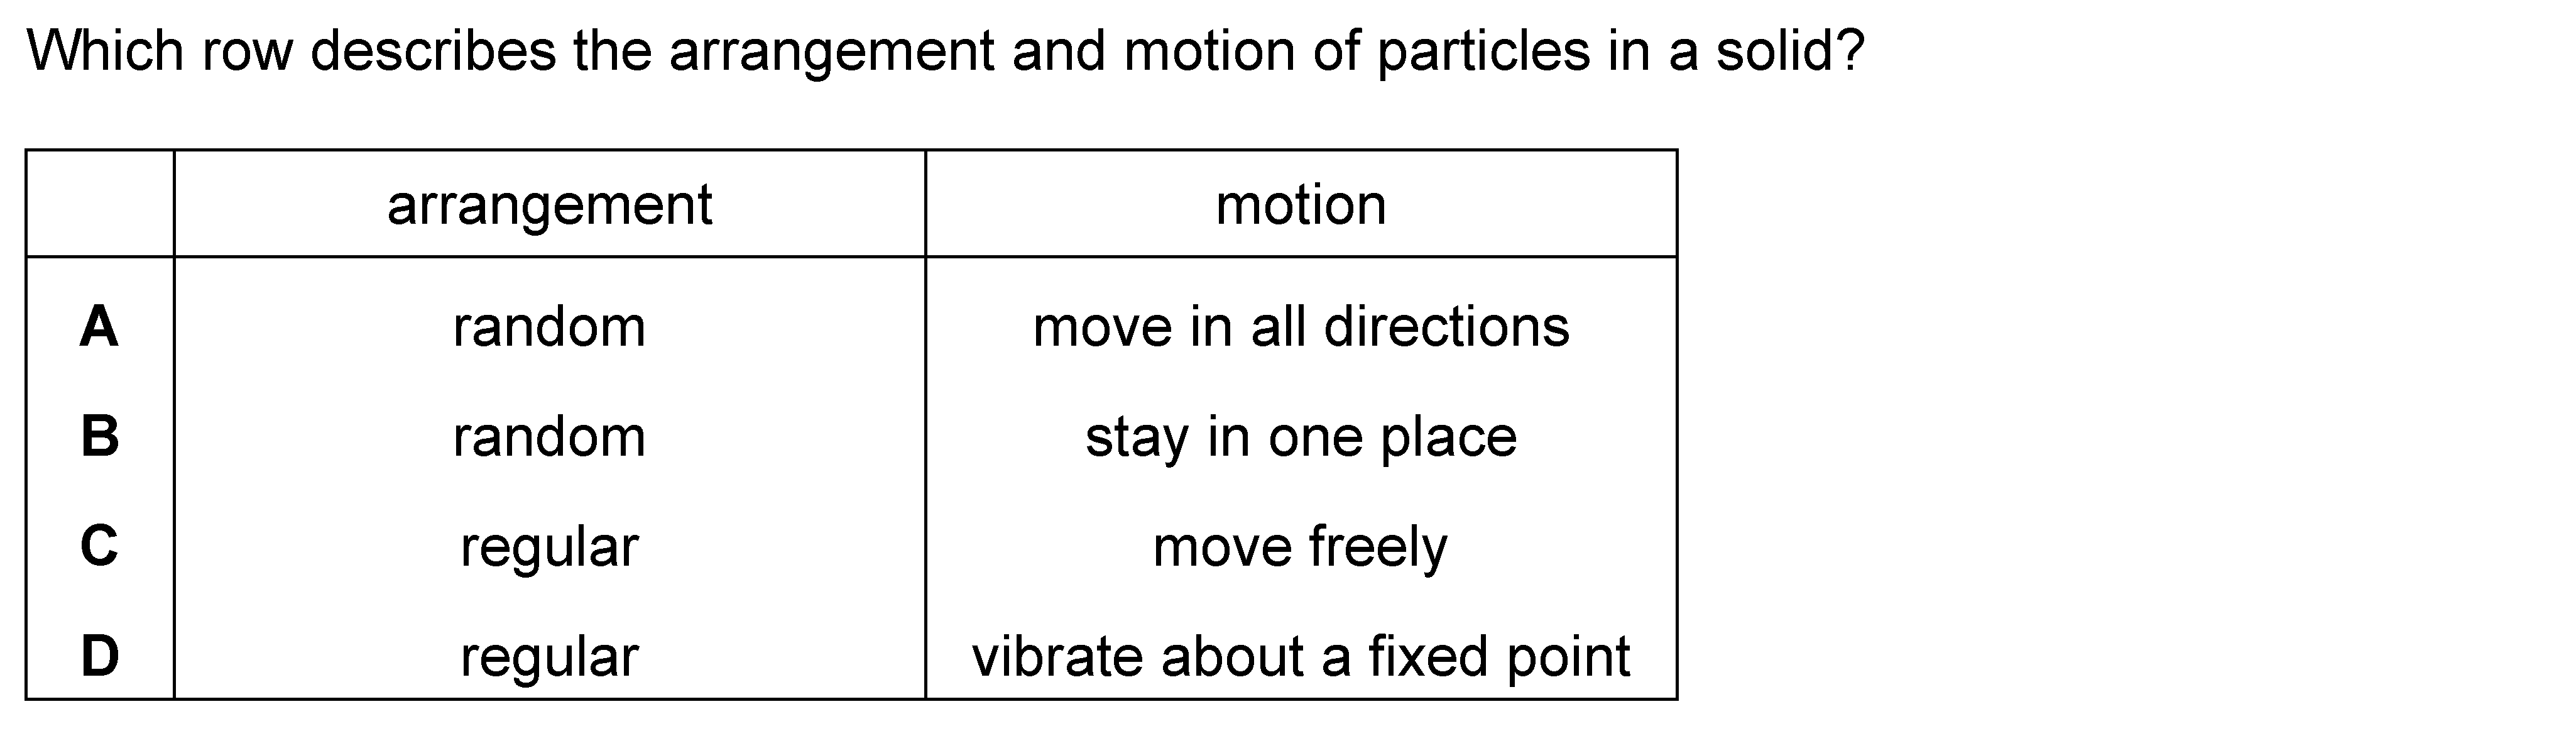 Which row describes the arrangement and motion of particles in a solid?
arrangement motion
A random move in all directions
B random stay in one place
C regular move freely
D regular vibrate about a fixed point